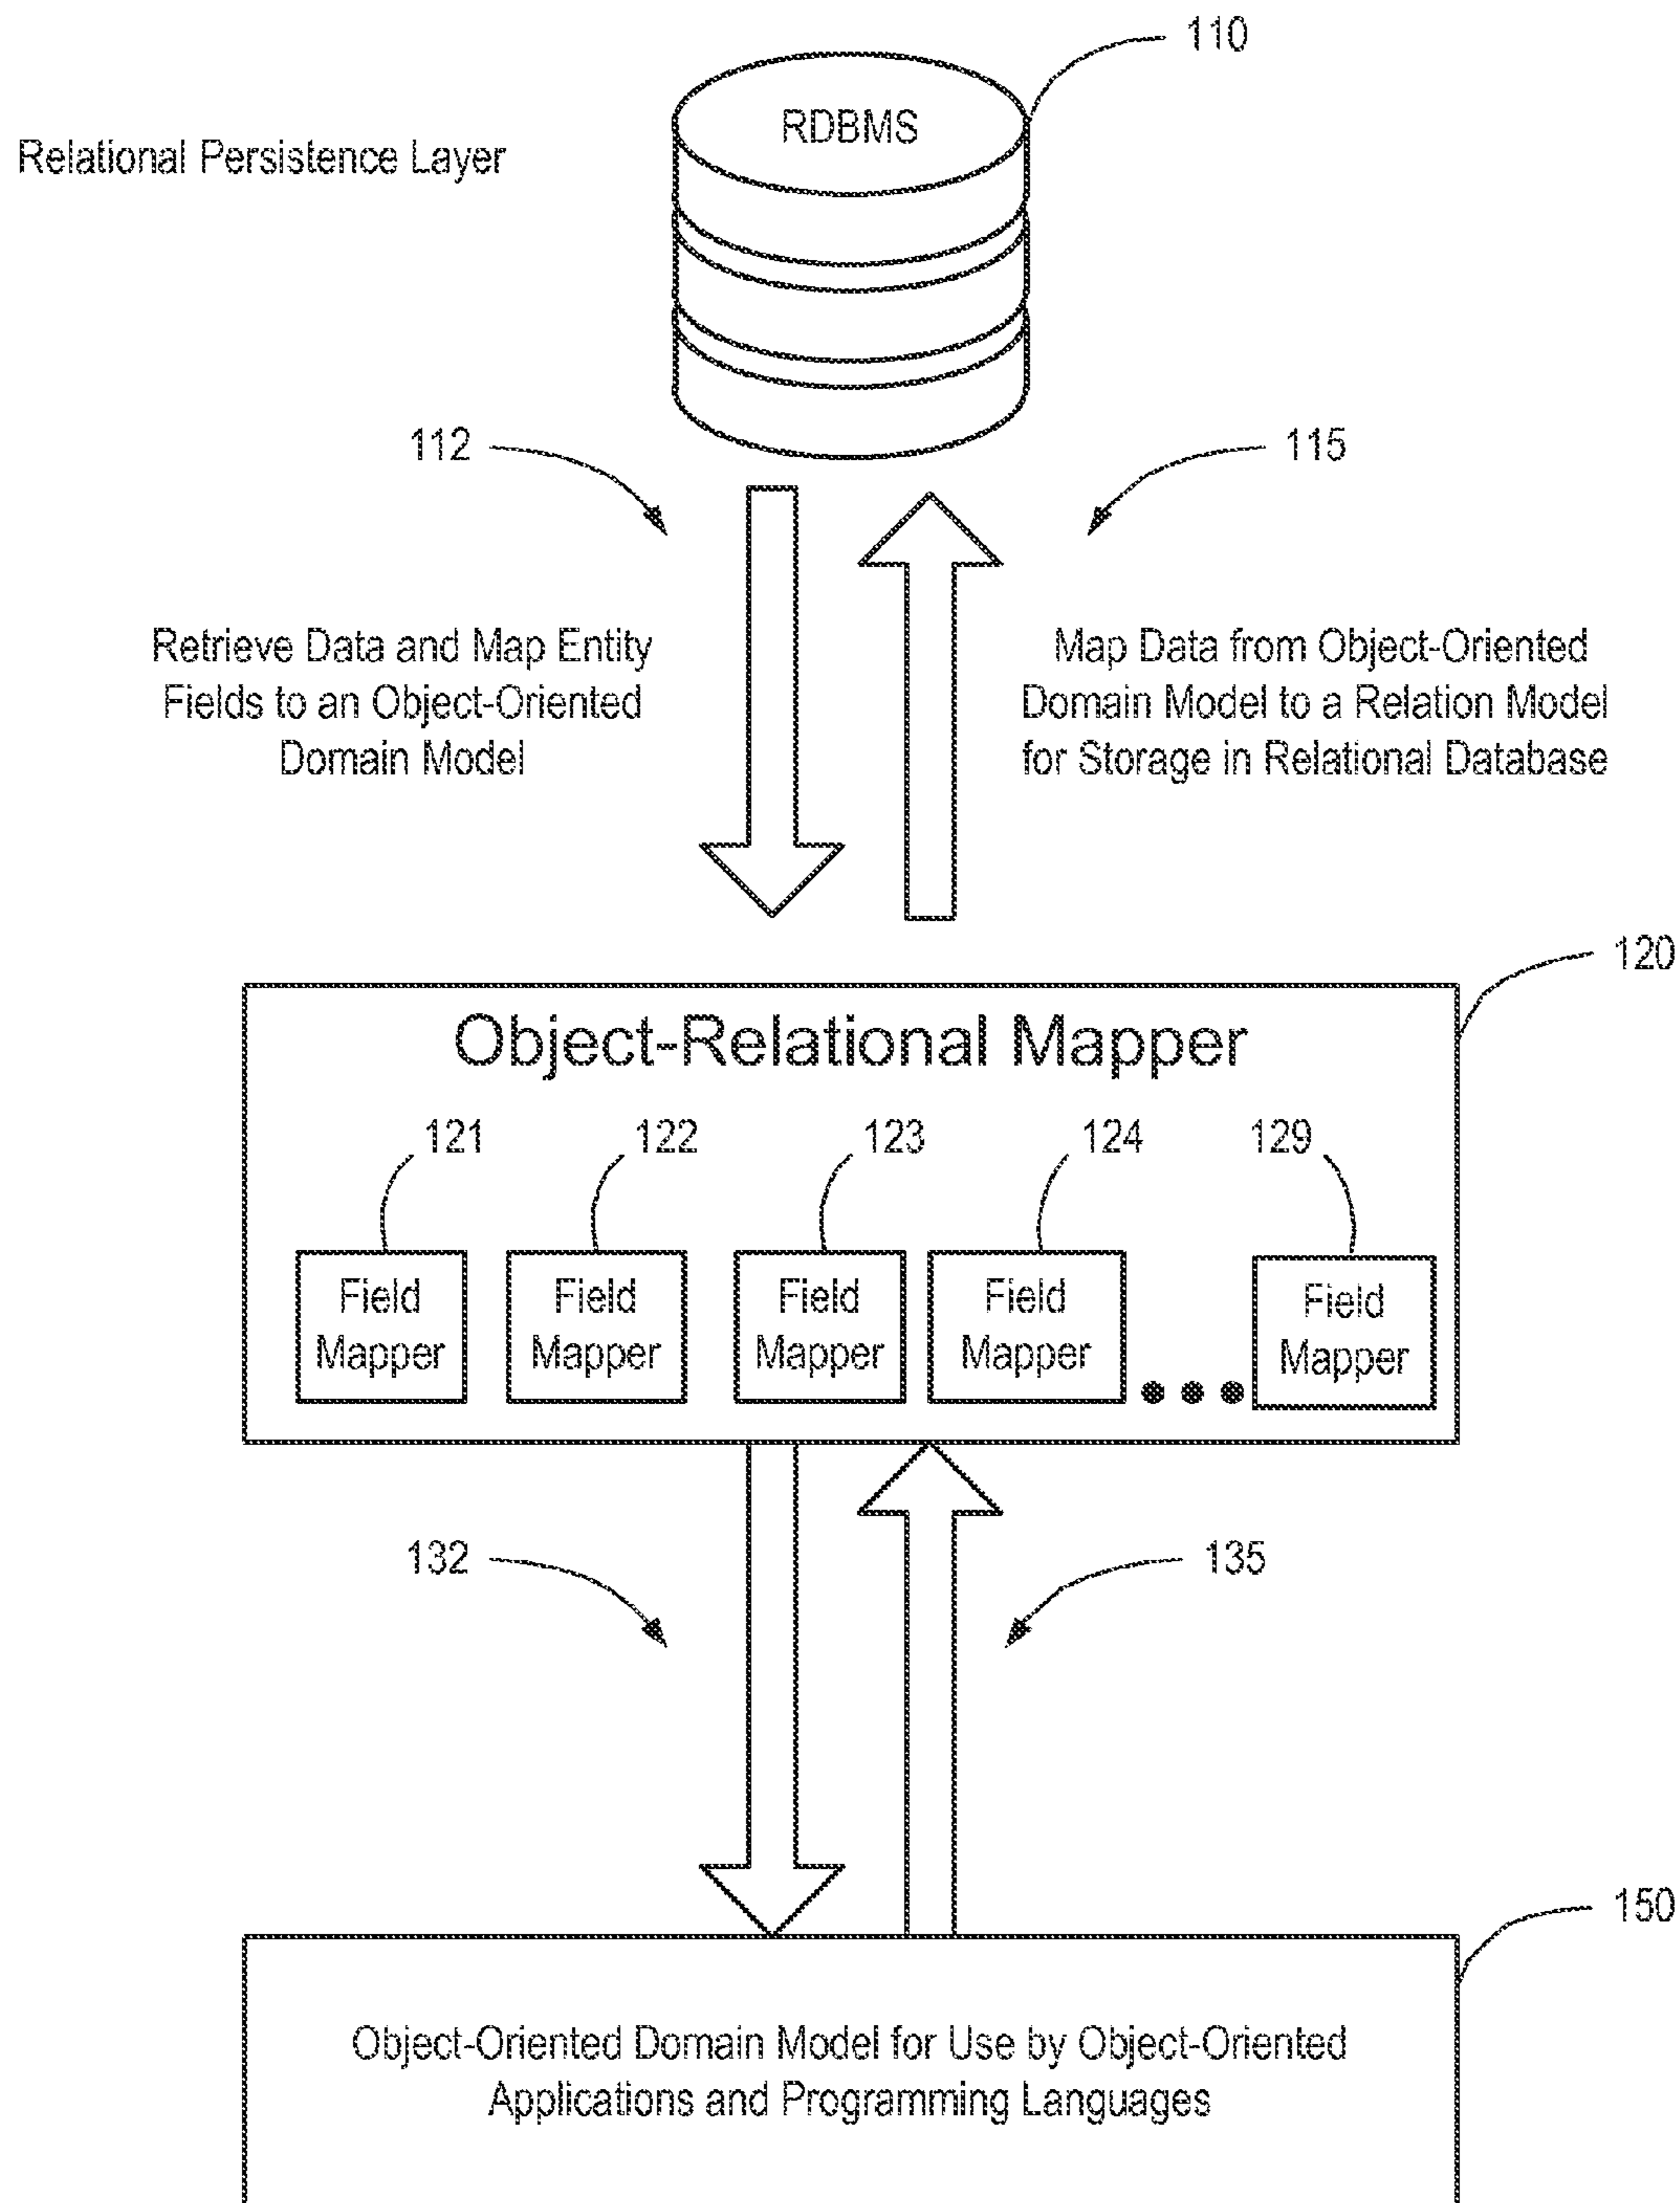 110
RDBMS
Relational Persistence Layer
112
115
Retrieve Data and Map Entity
Fields to an Object-Oriented
Domain Model
Map Data from Object-Oriented
Domain Model to a Relation Model
for Storage in Relational Database
120
Object-Relational Mapper
121
122
123
124
129
Field
Mapper
Field
Mapper
Field
Mapper
Field
Mapper
Field
Mapper
132
135
150
Object-Oriented Domain Model for Use by Object-Oriented
Applications and Programming Languages